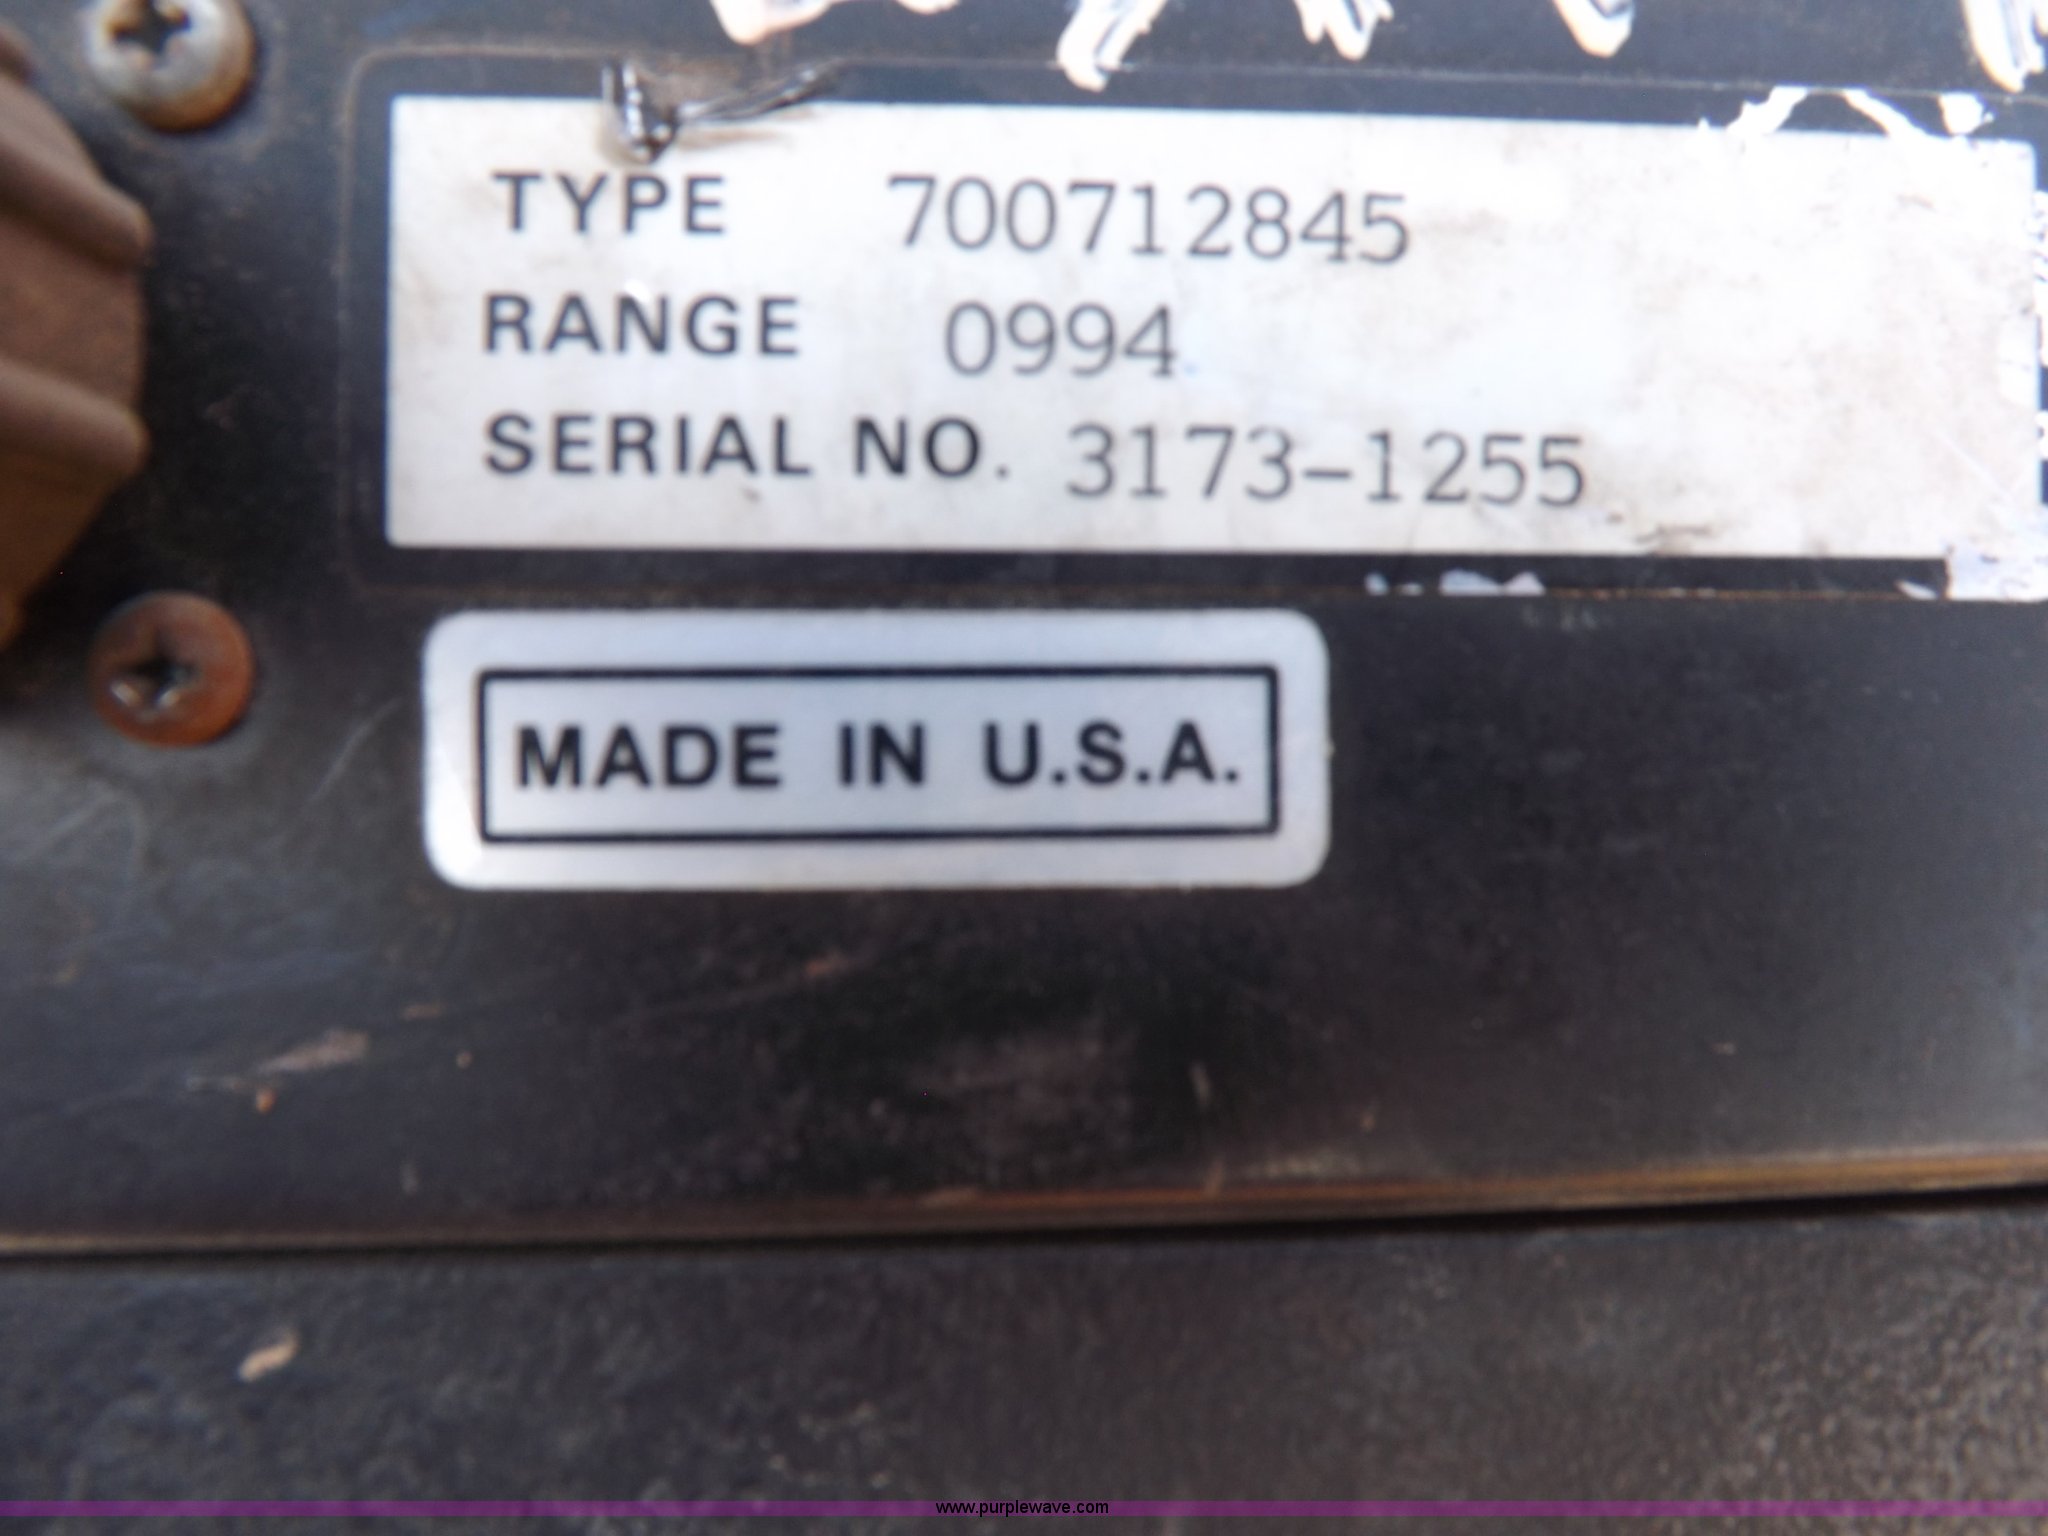 TYPE 700712845
RANGE 0994
SERIAL NO. 3173-1255
MADE IN U.S.A.
www.purplewave.com